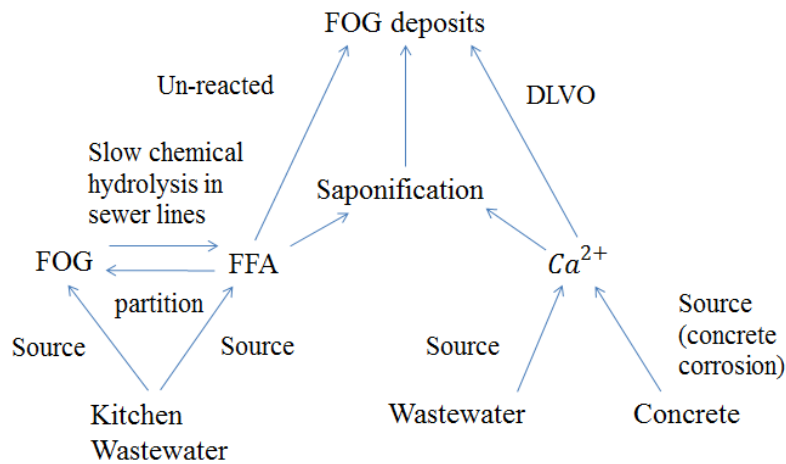 FOG deposits
Un-reacted
DLVO
Slow chemical
hydrolysis in
sewer lines
Saponification
FOG
FFA
Ca²⁺
partition
Source
Source
Source
Source
(concrete
corrosion)
Kitchen
Wastewater
Wastewater
Concrete